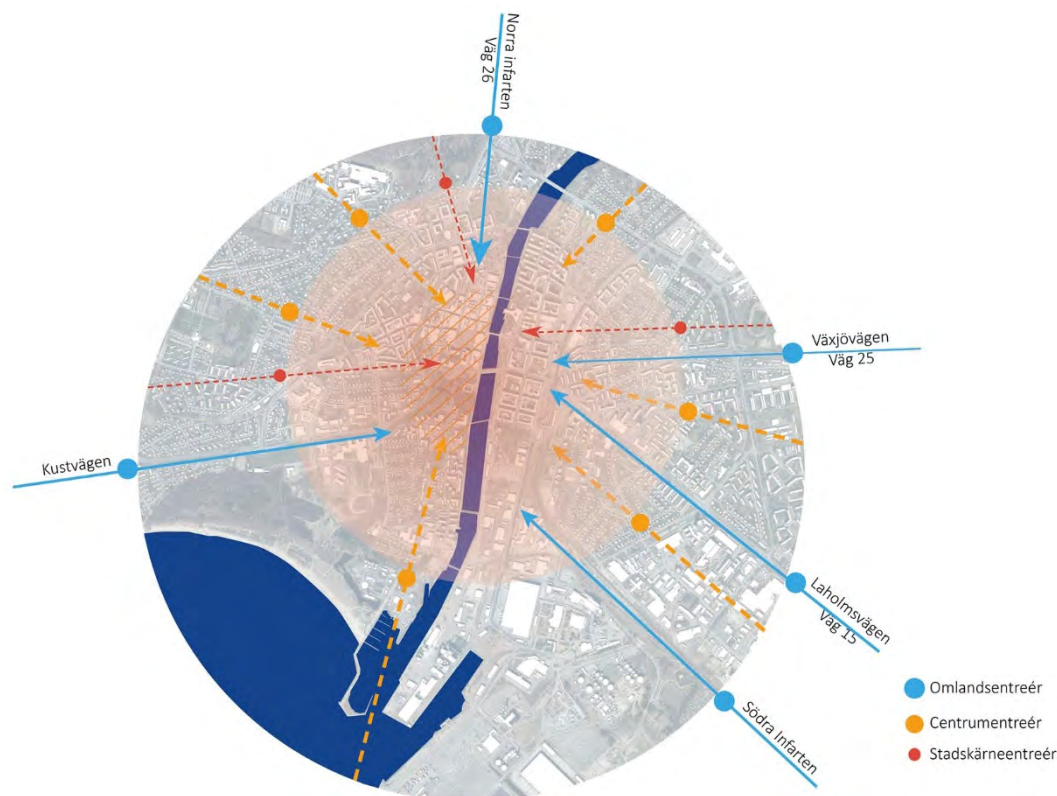 Norra infarten
Väg 26
Växjövägen
Väg 25
Kustvägen
Laholmsvägen
Väg 15
Södra Infarten
Omlandsentreér
Centrumentreér
Stadskärneentreér